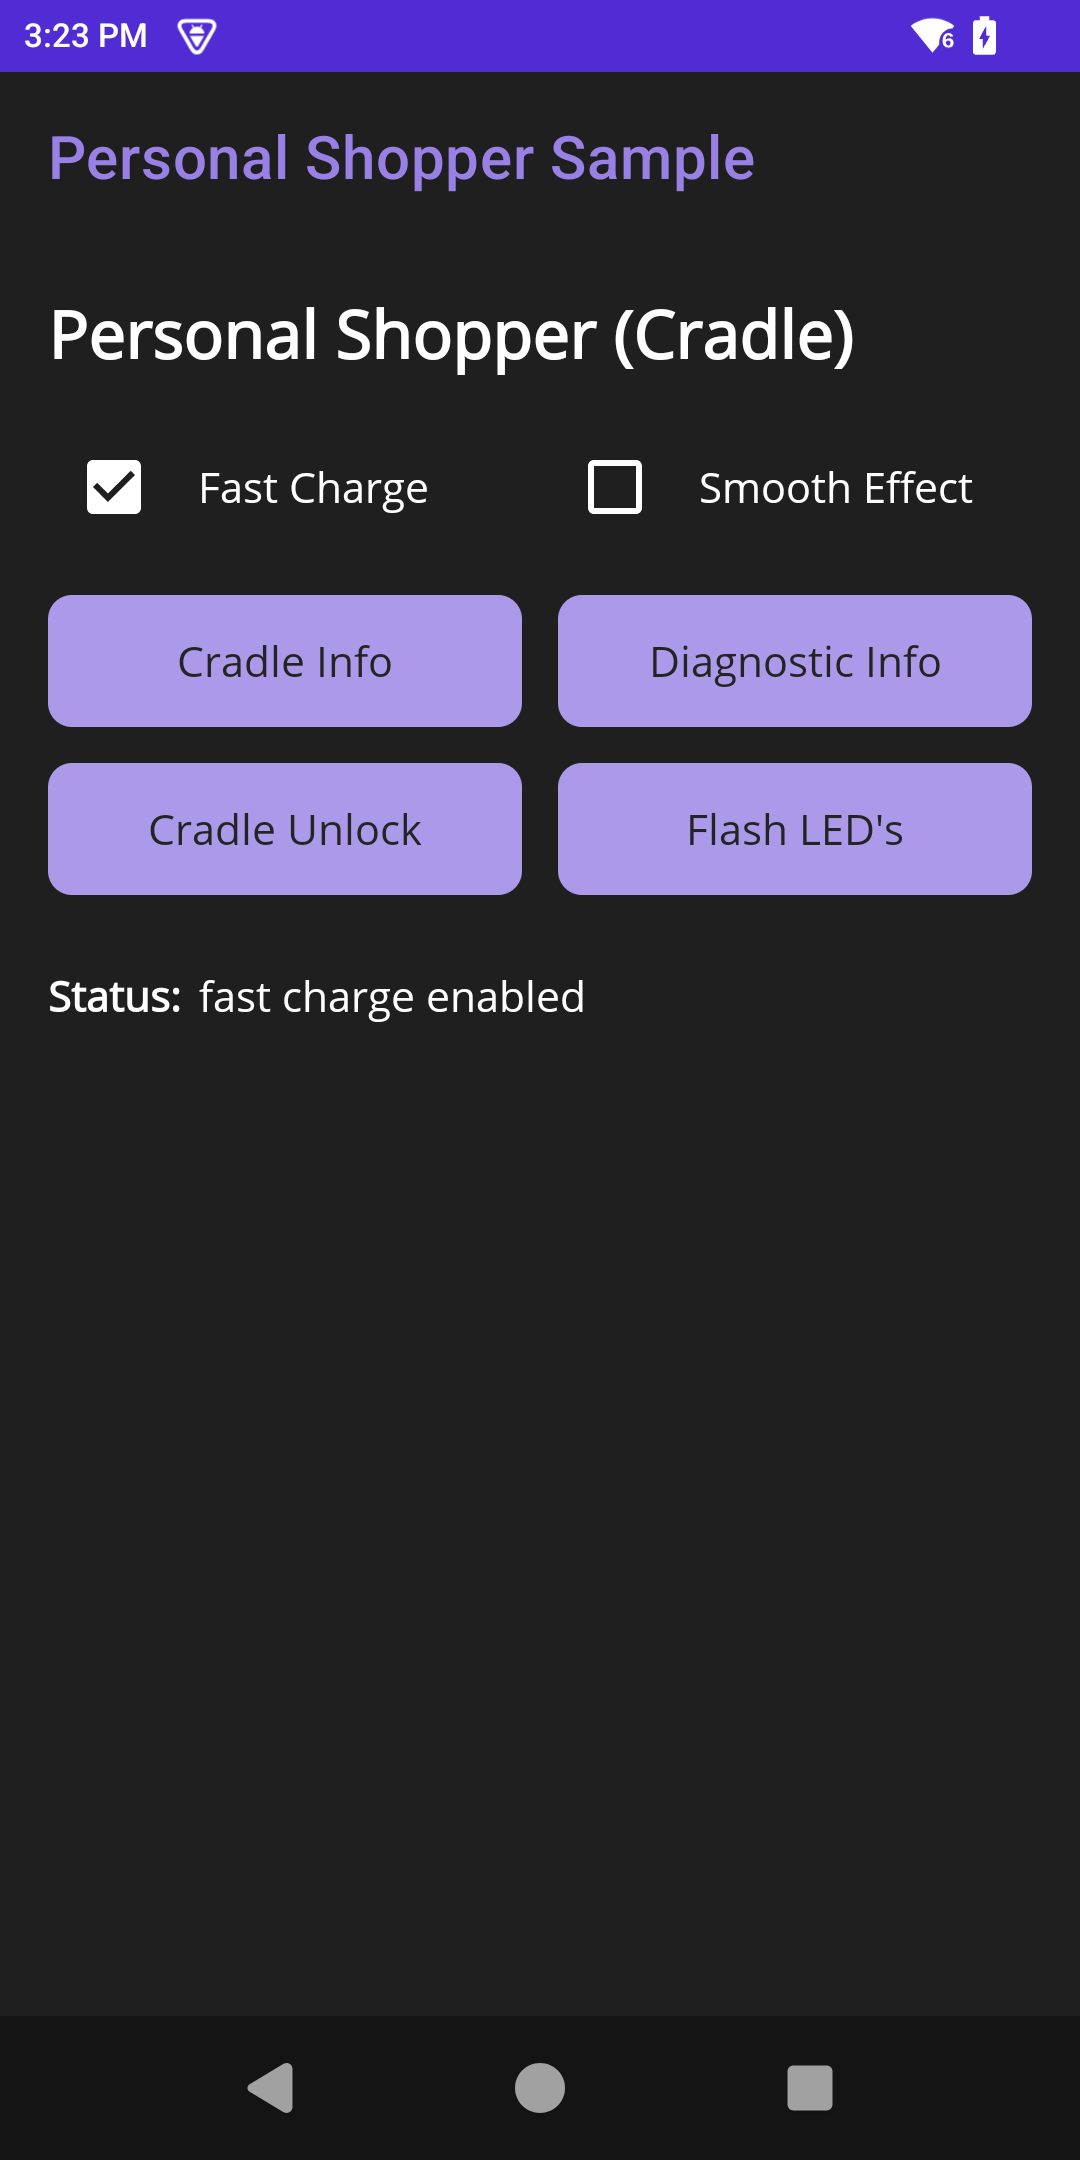 3:23 PM
6
Personal Shopper Sample
Personal Shopper (Cradle)
Fast Charge
Smooth Effect
Cradle Info
Diagnostic Info
Cradle Unlock
Flash LED's
Status: fast charge enabled